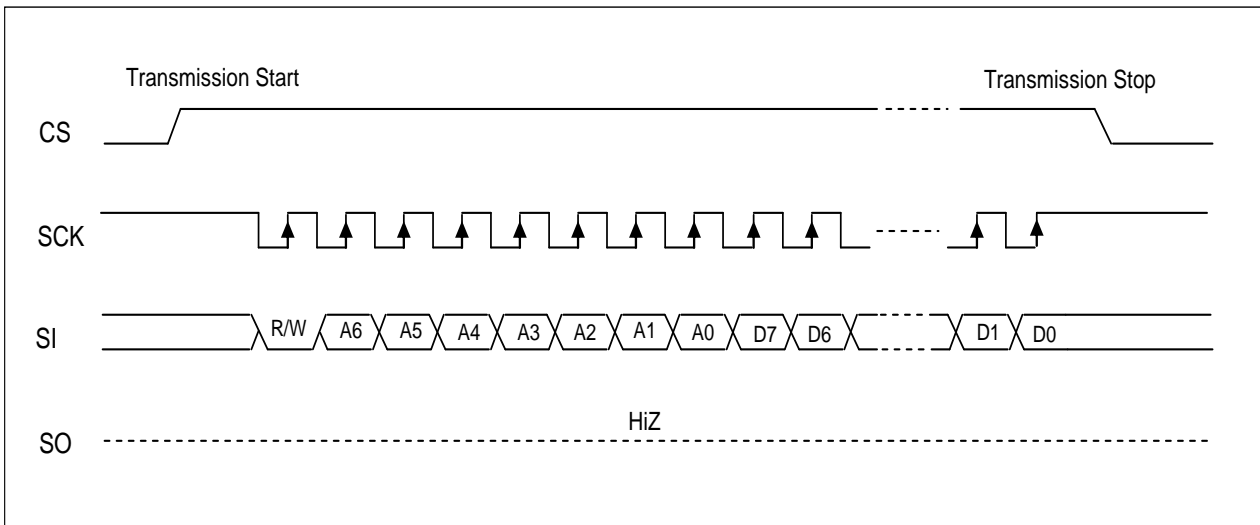 Transmission Start
Transmission Stop
CS
SCK
SI
R/W A6 A5 A4 A3 A2 A1 A0 D7 D6 D1 D0
HiZ
SO